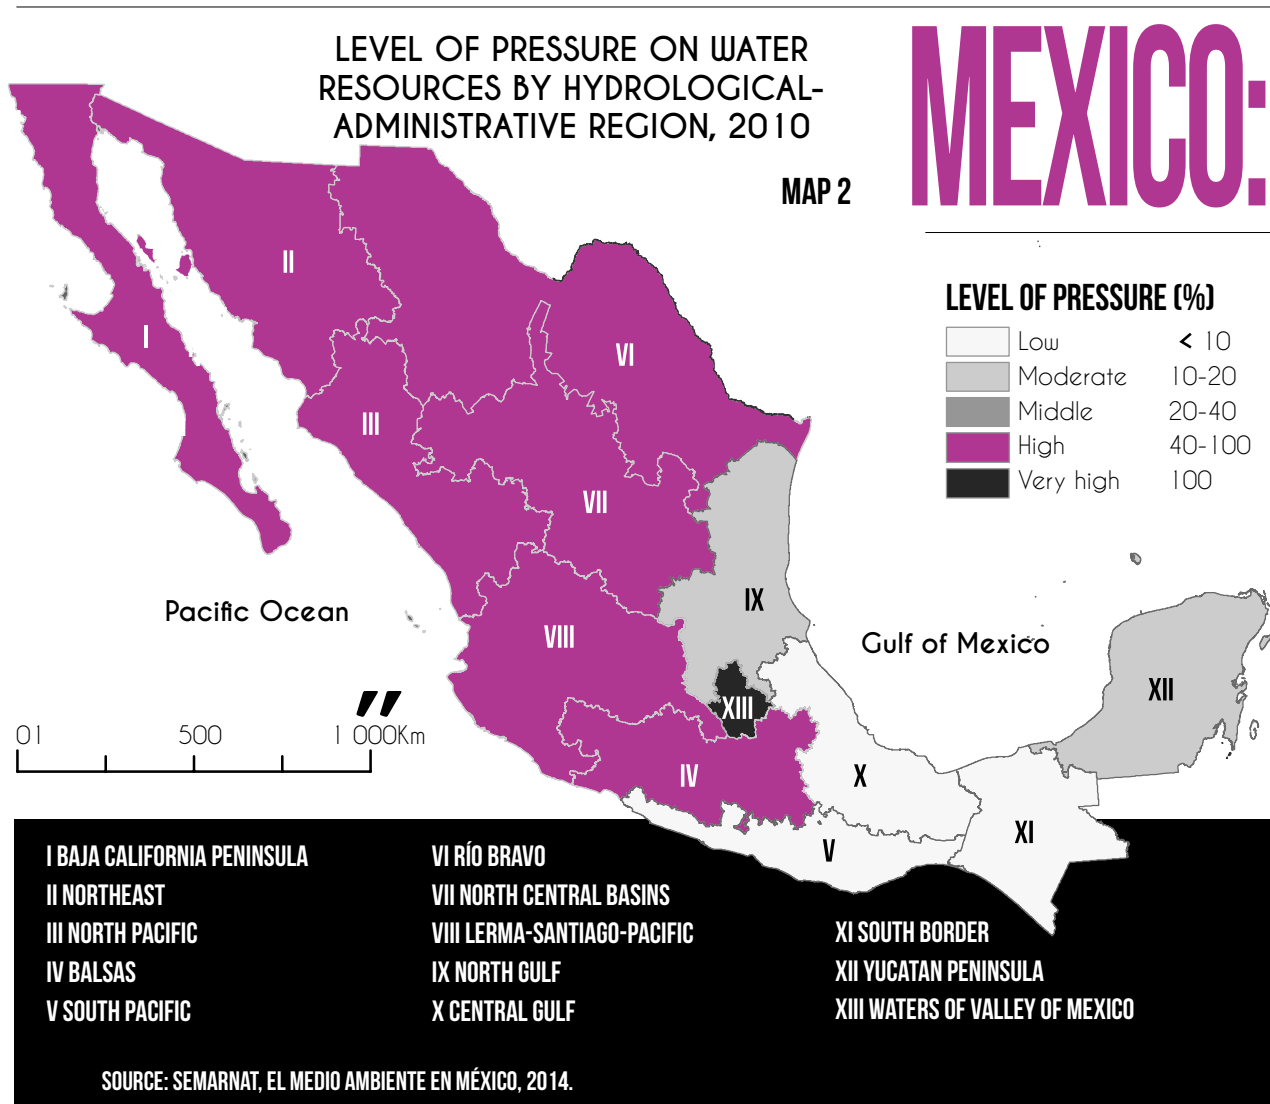 LEVEL OF PRESSURE ON WATER
RESOURCES BY HYDROLOGICAL-
ADMINISTRATIVE REGION, 2010
MEXICO:
MAP 2
LEVEL OF PRESSURE (%)
Low < 10
Moderate 10-20
Middle 20-40
High 40-100
Very high 100
I
II
III
VI
VII
VIII
IX
XIII
IV
X
V
XI
XII
Pacific Ocean
Gulf of Mexico
01 500 1 000Km
I BAJA CALIFORNIA PENINSULA
II NORTHEAST
III NORTH PACIFIC
IV BALSAS
V SOUTH PACIFIC
VI RÍO BRAVO
VII NORTH CENTRAL BASINS
VIII LERMA-SANTIAGO-PACIFIC
IX NORTH GULF
X CENTRAL GULF
XI SOUTH BORDER
XII YUCATAN PENINSULA
XIII WATERS OF VALLEY OF MEXICO
SOURCE: SEMARNAT, EL MEDIO AMBIENTE EN MÉXICO, 2014.